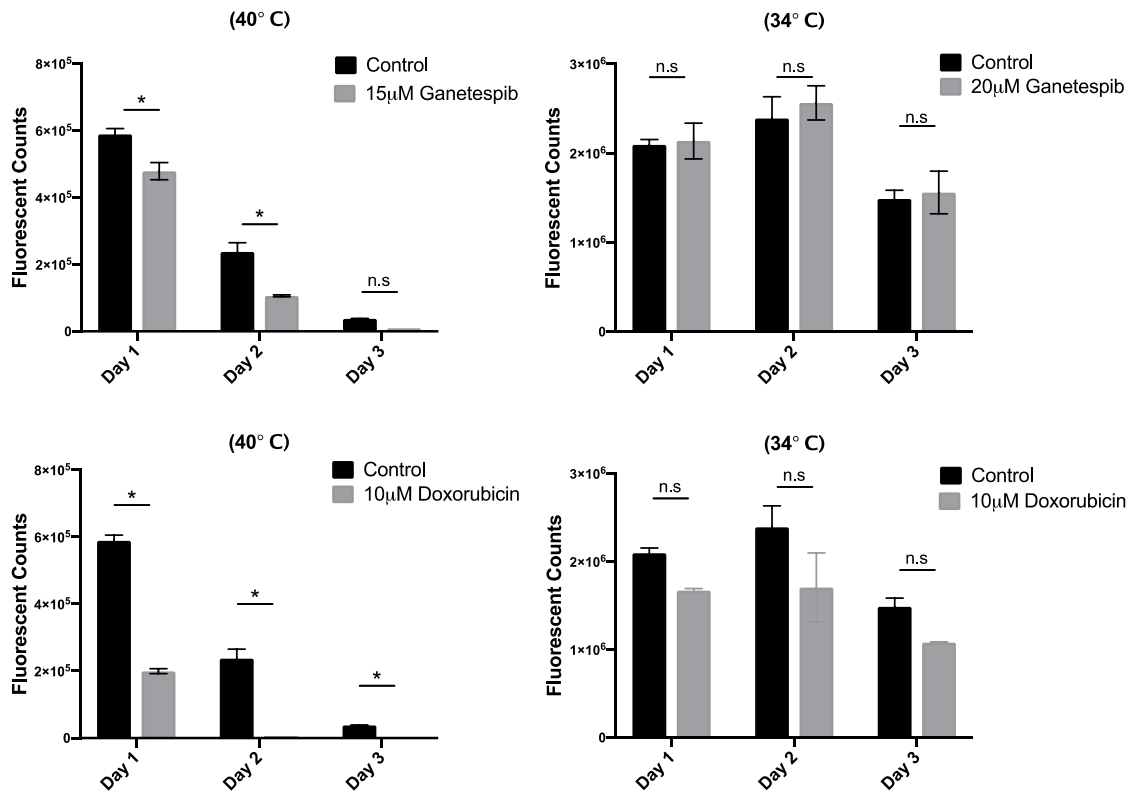 (40° C)
8×10⁵
6×10⁵
4×10⁵
2×10⁵
0
Fluorescent Counts
Control
15μM Ganetespib
*
*
n.s
Day 1
Day 2
Day 3
(34° C)
3×10⁶
2×10⁶
1×10⁶
0
Fluorescent Counts
Control
20μM Ganetespib
n.s
n.s
n.s
Day 1
Day 2
Day 3
(40° C)
8×10⁵
6×10⁵
4×10⁵
2×10⁵
0
Fluorescent Counts
Control
10μM Doxorubicin
*
*
*
Day 1
Day 2
Day 3
(34° C)
3×10⁶
2×10⁶
1×10⁶
0
Fluorescent Counts
Control
10μM Doxorubicin
n.s
n.s
n.s
Day 1
Day 2
Day 3